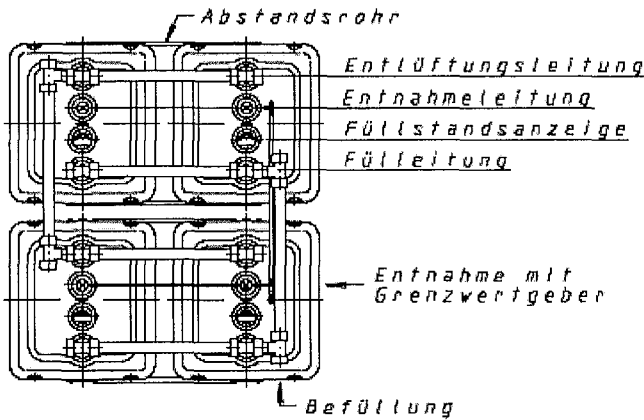 Abstandsrohr
Entlüftungsleitung
Entnahmeleitung
Füllstandsanzeige
Fülleitung
Entnahme mit
Grenzwertgeber
Befüllung